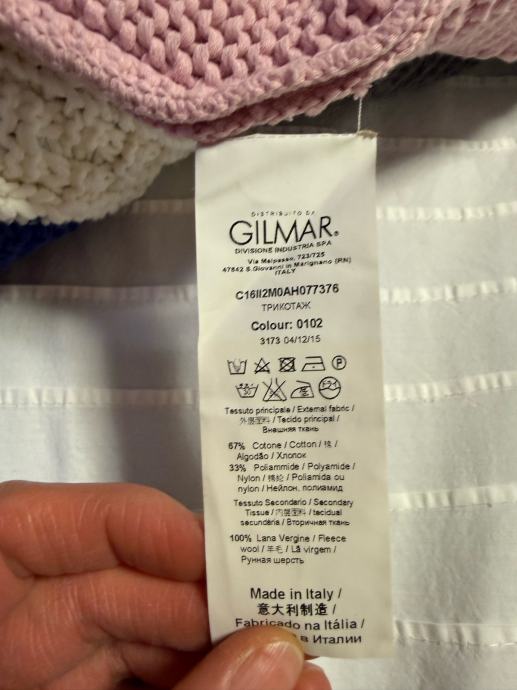 DISTRIBUITO DA
GILMAR®
DIVISIONE INDUSTRIA SPA
Via Malpasso, 723/725
47842 S.Giovanni in Marignano (RN)
ITALY
C16II2M0AH077376
ТРИКОТАЖ
Colour: 0102
3173 04/12/15
P
Tessuto principale / External fabric /
外层面料 / Tecido principal /
Внешняя ткань
67% Cotone / Cotton / 棉 /
Algodão / Хлопок
33% Poliammide / Polyamide /
Nylon / 锦纶 / Poliamida ou
nylon / Нейлон, полиамид
Tessuto Secondario / Secondary
Tissue / 内层面料 / tecidual
secundária / Вторичная ткань
100% Lana Vergine / Fleece
wool / 羊毛 / Lã virgem /
Рунная шерсть
Made in Italy /
意大利制造 /
Fabricado na Itália /
в Италии